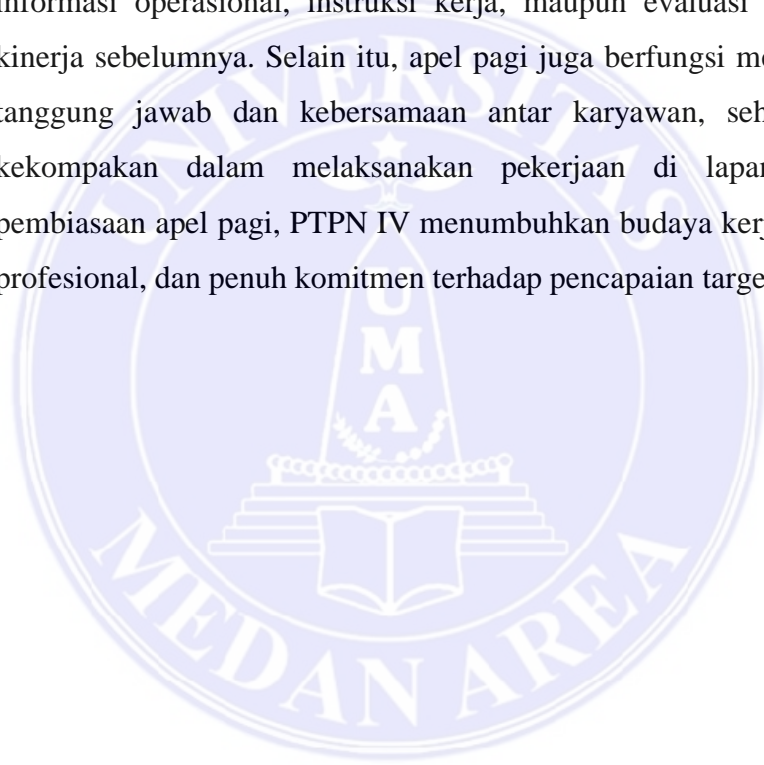 informasi operasional, instruksi kerja, maupun evaluasi
kinerja sebelumnya. Selain itu, apel pagi juga berfungsi me
tanggung jawab dan kebersamaan antar karyawan, seh
kekompakan dalam melaksanakan pekerjaan di lapan
pembiasaan apel pagi, PTPN IV menumbuhkan budaya kerj
profesional, dan penuh komitmen terhadap pencapaian targe
UNIVERSITAS
U
M
A
MEDAN AREA